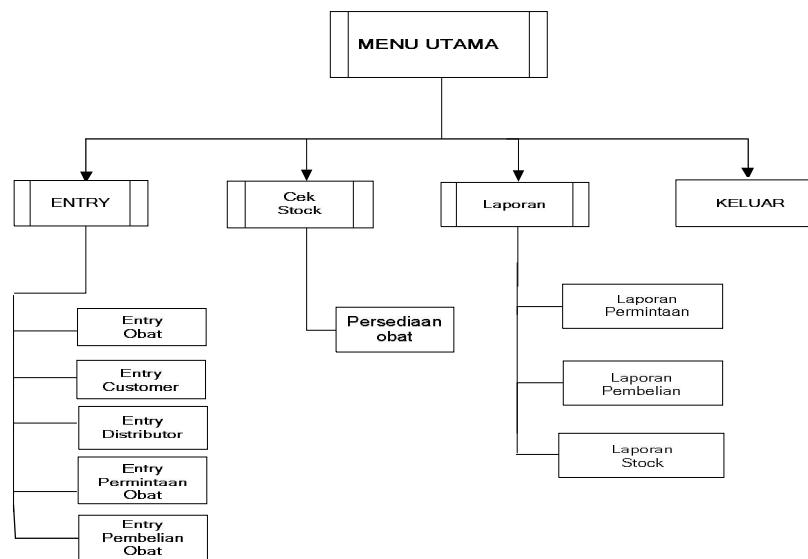 MENU UTAMA
ENTRY
Cek
Stock
Laporan
KELUAR
Entry
Obat
Entry
Customer
Entry
Distributor
Entry
Permintaan
Obat
Entry
Pembelian
Obat
Persediaan
obat
Laporan
Permintaan
Laporan
Pembelian
Laporan
Stock